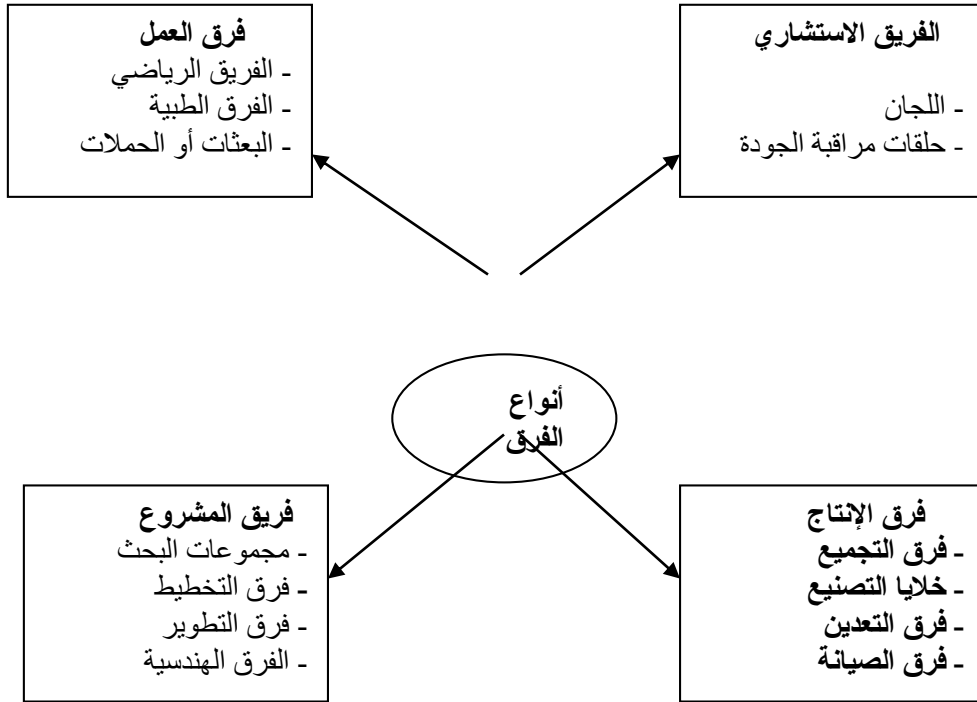 الفريق الاستشاري
- اللجان
- حلقات مراقبة الجودة
فرق العمل
- الفريق الرياضي
- الفرق الطبية
- البعثات أو الحملات
أنواع
الفرق
فرق الإنتاج
- فرق التجميع
- خلايا التصنيع
- فرق التعدين
- فرق الصيانة
فريق المشروع
- مجموعات البحث
- فرق التخطيط
- فرق التطوير
- الفرق الهندسية